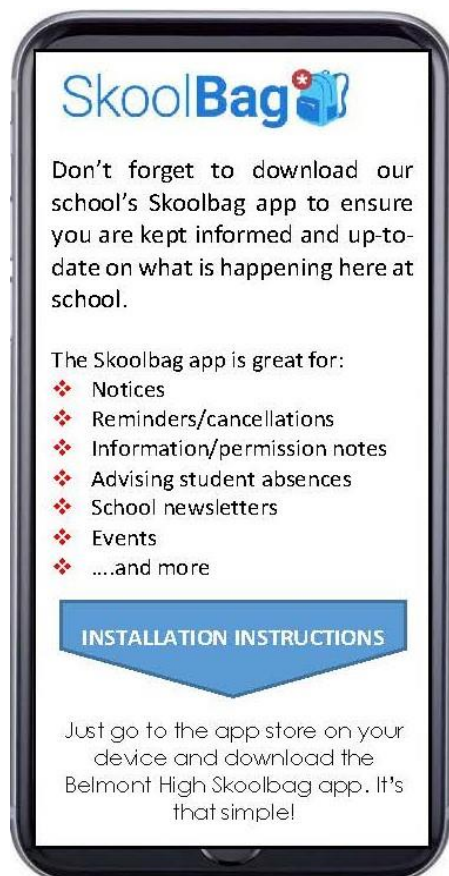 SkoolBag
Don't forget to download our
school's Skoolbag app to ensure
you are kept informed and up-to-
date on what is happening here at
school.
The Skoolbag app is great for:
❖ Notices
❖ Reminders/cancellations
❖ Information/permission notes
❖ Advising student absences
❖ School newsletters
❖ Events
❖ ....and more
INSTALLATION INSTRUCTIONS
Just go to the app store on your
device and download the
Belmont High Skoolbag app. It's
that simple!